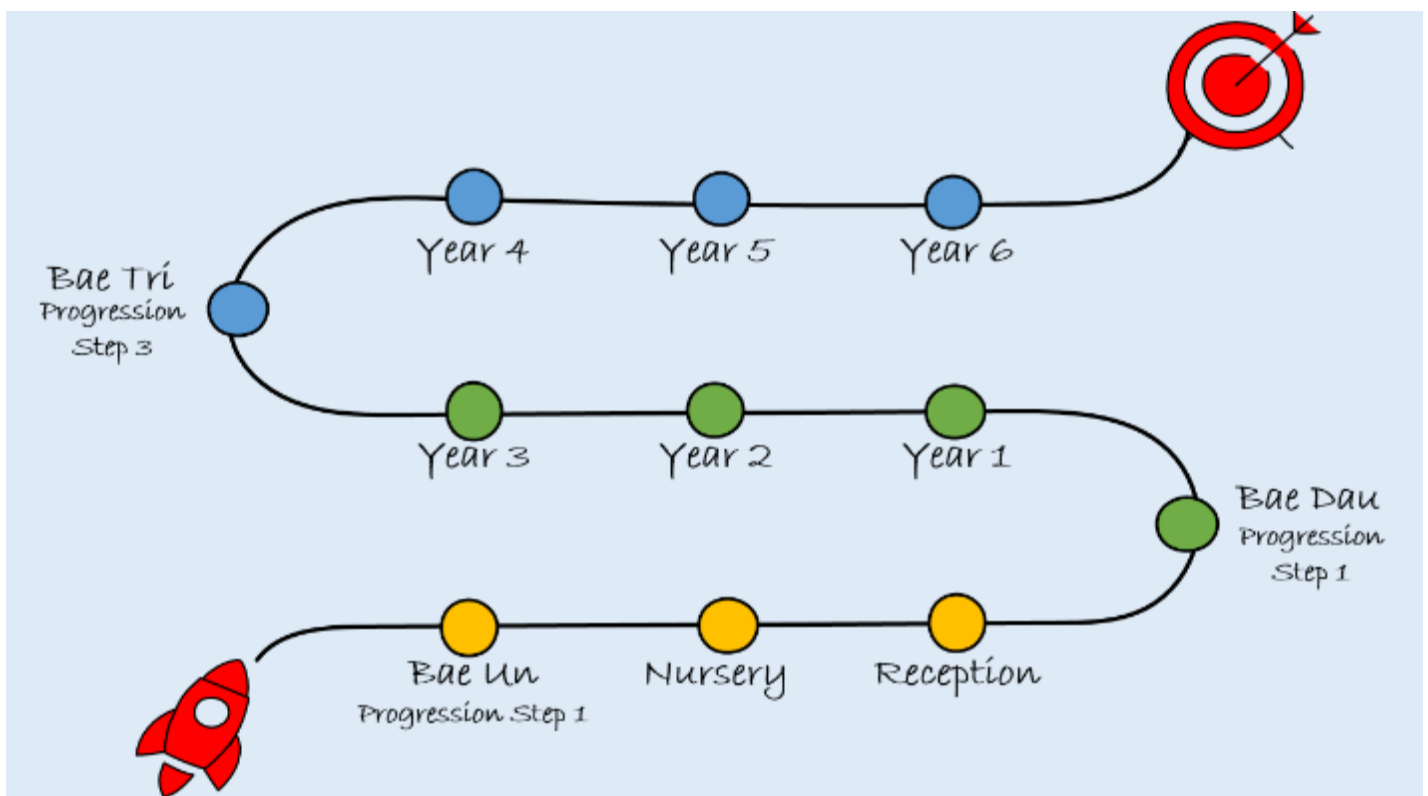 Year 4
Year 5
Year 6
Bae Tri
Progression
Step 3
Year 3
Year 2
Year 1
Bae Dau
Progression
Step 1
Bae Un
Progression Step 1
Nursery
Reception